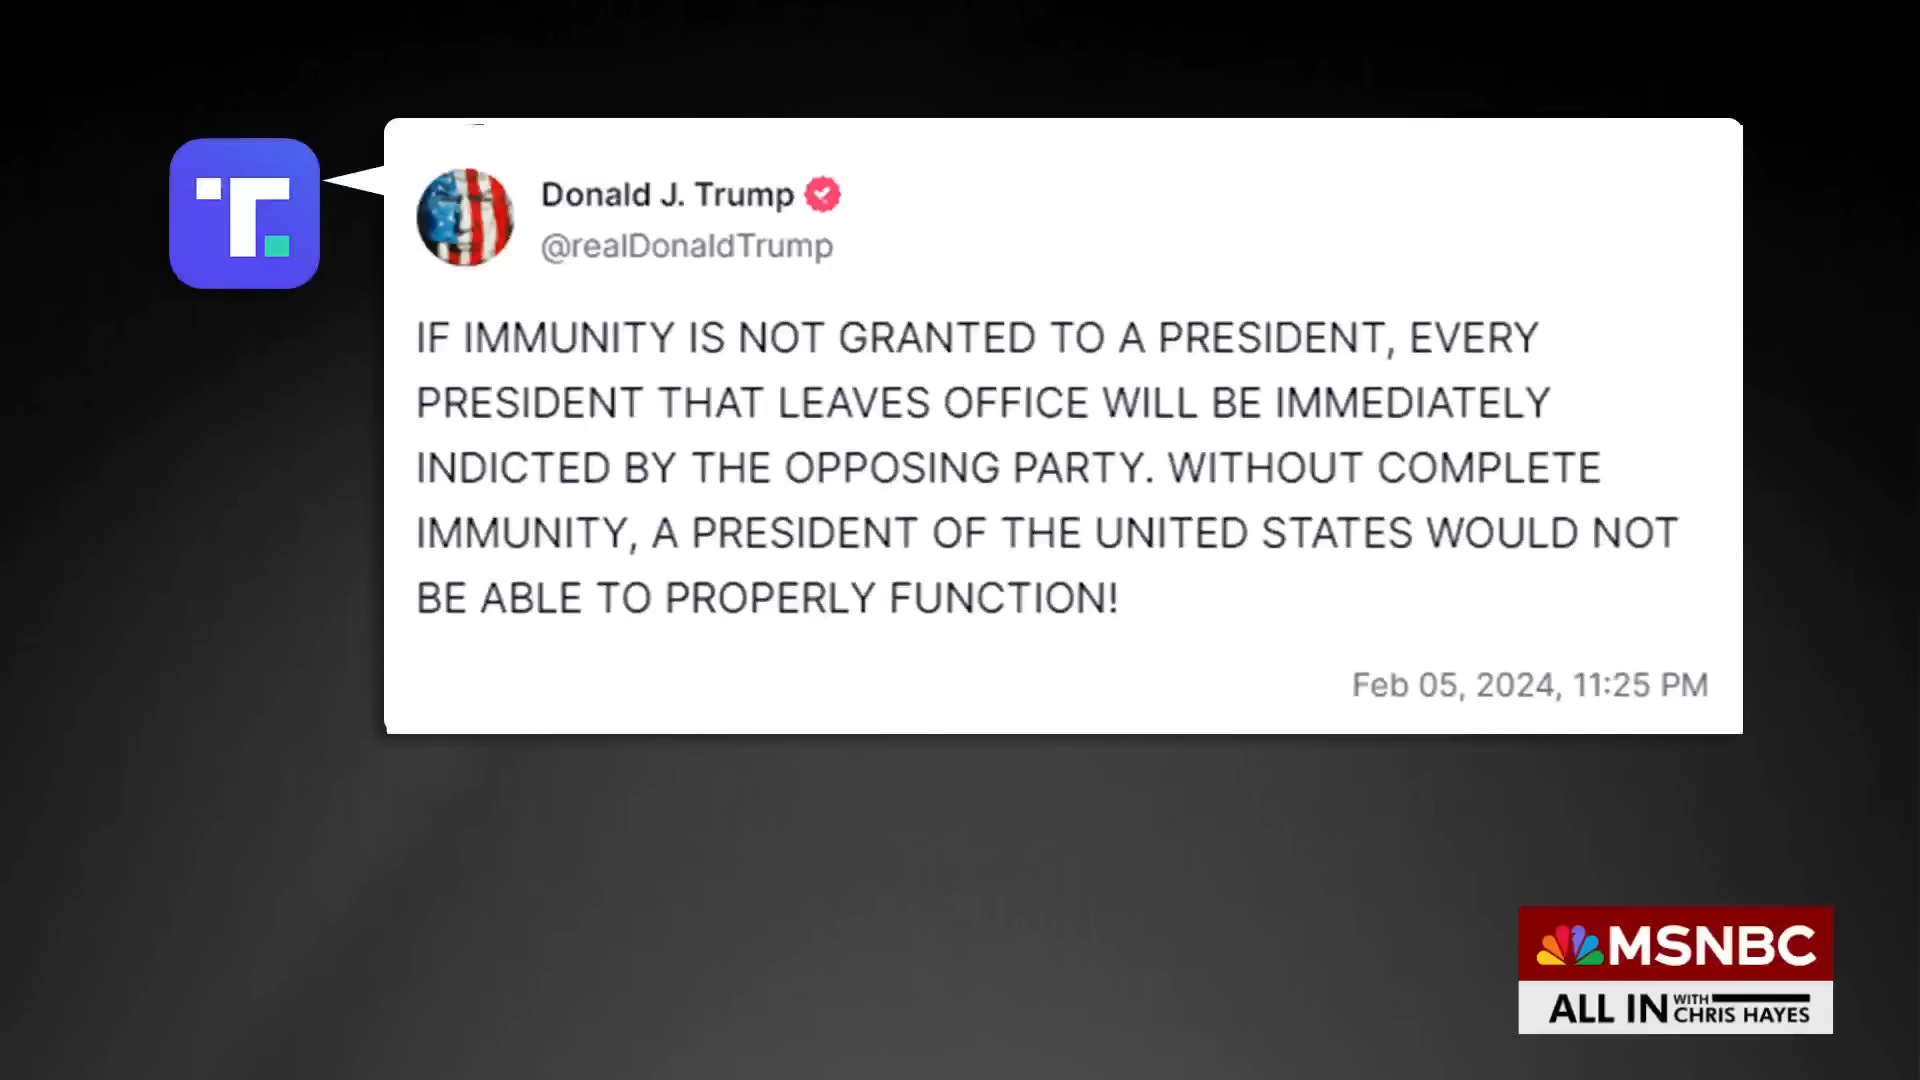 Donald J. Trump
@realDonaldTrump
IF IMMUNITY IS NOT GRANTED TO A PRESIDENT, EVERY
PRESIDENT THAT LEAVES OFFICE WILL BE IMMEDIATELY
INDICTED BY THE OPPOSING PARTY. WITHOUT COMPLETE
IMMUNITY, A PRESIDENT OF THE UNITED STATES WOULD NOT
BE ABLE TO PROPERLY FUNCTION!
Feb 05, 2024, 11:25 PM
MSNBC
ALL IN WITH CHRIS HAYES